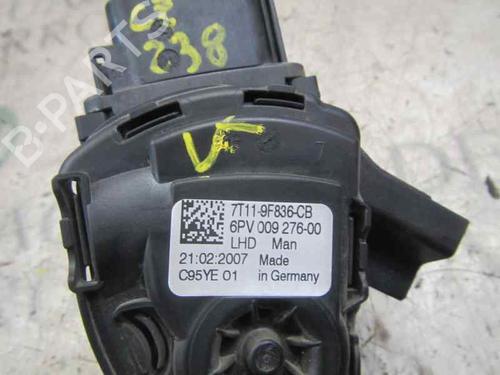 238
7T11-9F836-CB
6PV 009 276-00
LHD Man
21:02:2007 Made
C95YE 01 in Germany
B-PARTS